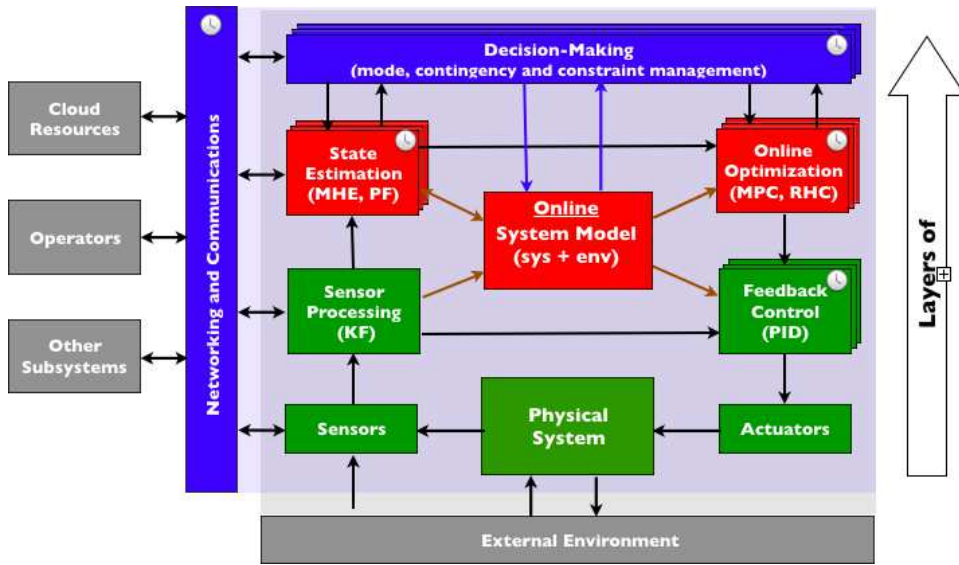 Decision-Making
(mode, contingency and constraint management)
Networking and Communications
Cloud
Resources
Operators
Other
Subsystems
State
Estimation
(MHE, PF)
Online
Optimization
(MPC, RHC)
Online
System Model
(sys + env)
Sensor
Processing
(KF)
Feedback
Control
(PID)
Sensors
Physical
System
Actuators
External Environment
Layers of